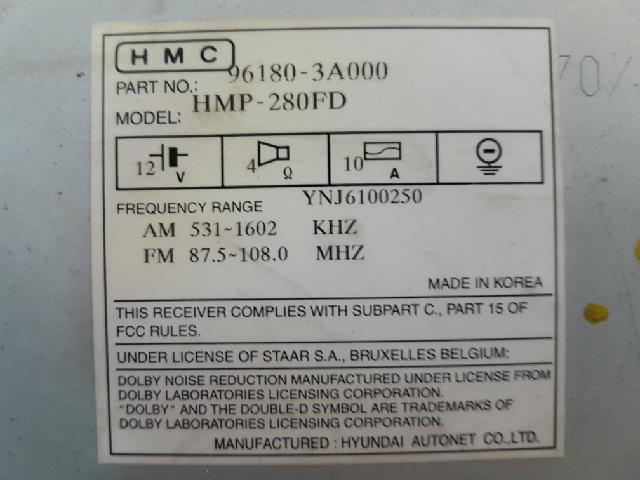 HMC
PART NO.: 96180-3A000
MODEL: HMP-280FD
12 V 4 Ω 10 A
FREQUENCY RANGE YNJ6100250
AM 531~1602 KHZ
FM 87.5~108.0 MHZ
MADE IN KOREA
THIS RECEIVER COMPLIES WITH SUBPART C., PART 15 OF
FCC RULES.
UNDER LICENSE OF STAAR S.A., BRUXELLES BELGIUM:
DOLBY NOISE REDUCTION MANUFACTURED UNDER LICENSE FROM
DOLBY LABORATORIES LICENSING CORPORATION.
"DOLBY" AND THE DOUBLE-D SYMBOL ARE TRADEMARKS OF
DOLBY LABORATORIES LICENSING CORPORATION.
MANUFACTURED : HYUNDAI AUTONET CO.,LTD.
70/